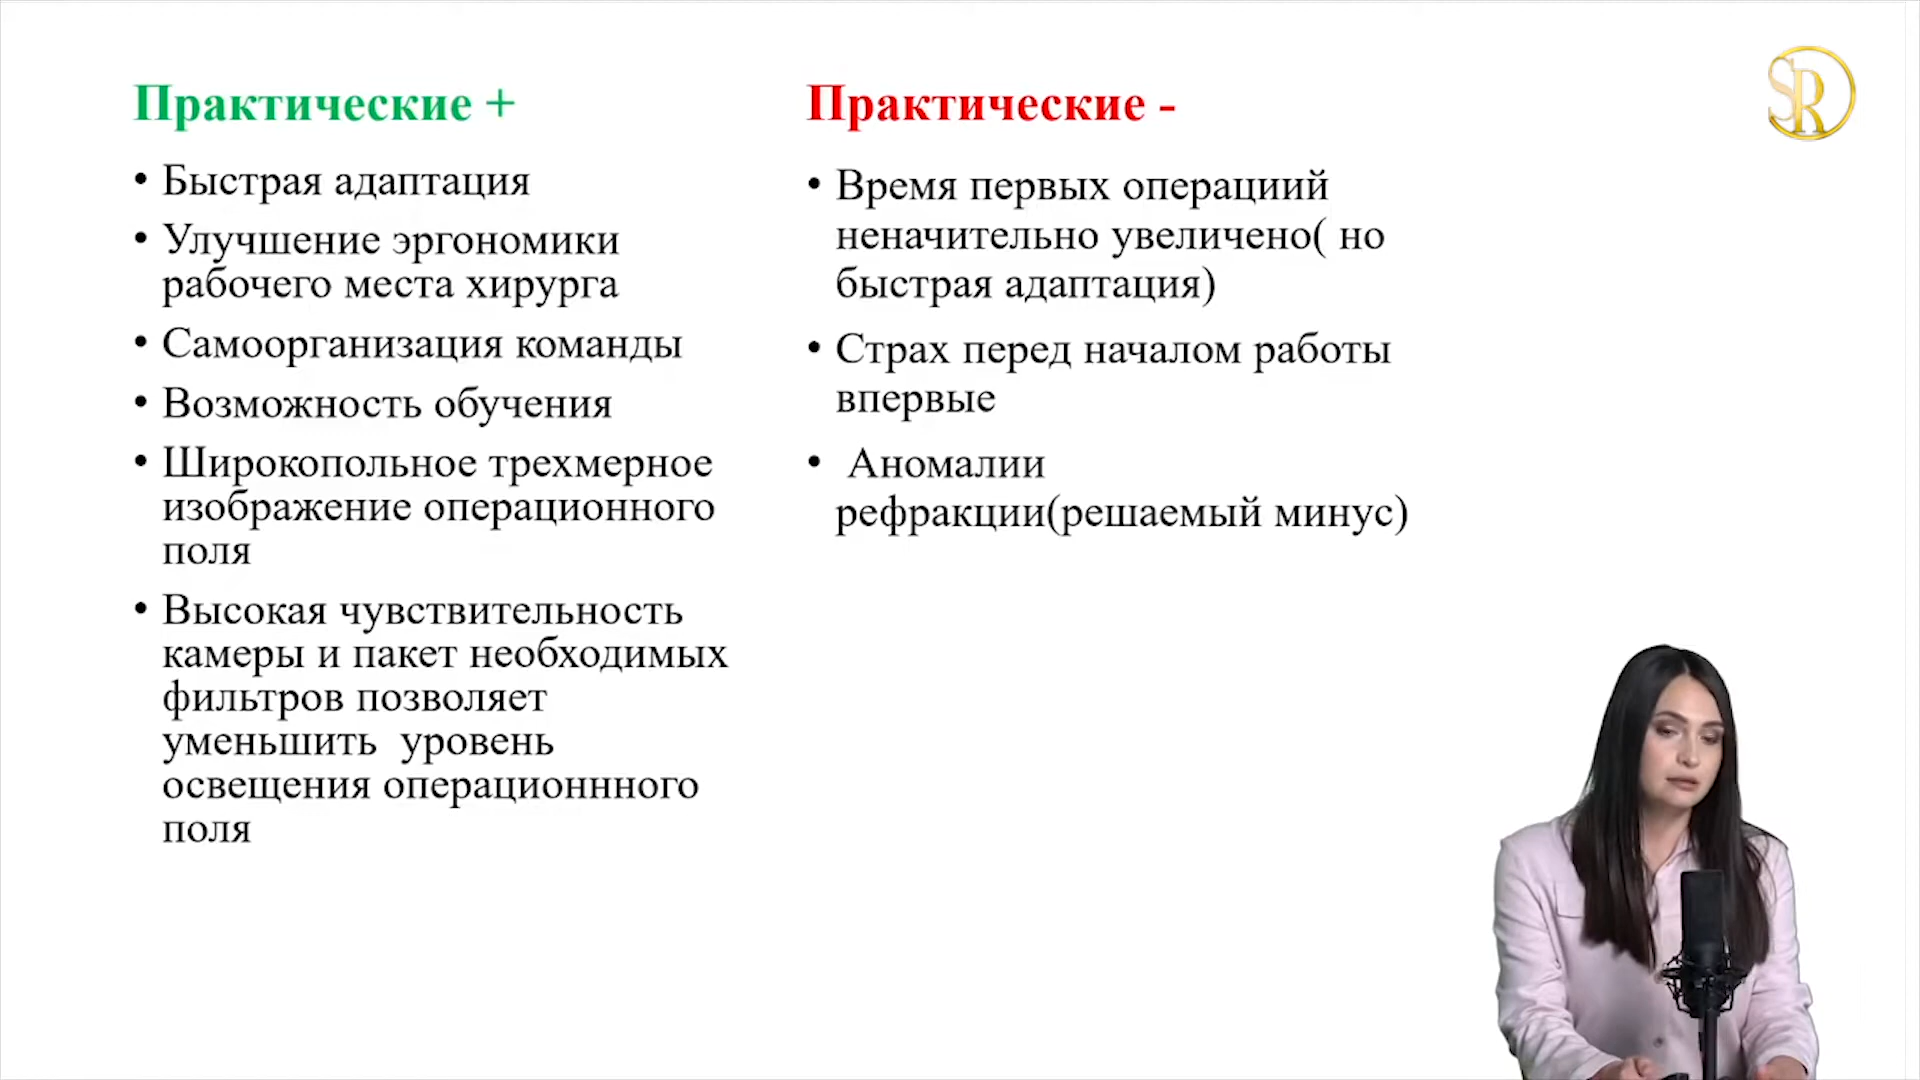 Практические +
• Быстрая адаптация
• Улучшение эргономики
рабочего места хирурга
• Самоорганизация команды
• Возможность обучения
• Широкопольное трехмерное
изображение операционного
поля
• Высокая чувствительность
камеры и пакет необходимых
фильтров позволяет
уменьшить  уровень
освещения операционнного
поля
Практические -
• Время первых операциий
неначительно увеличено( но
быстрая адаптация)
• Страх перед началом работы
впервые
• Аномалии
рефракции(решаемый минус)
SR